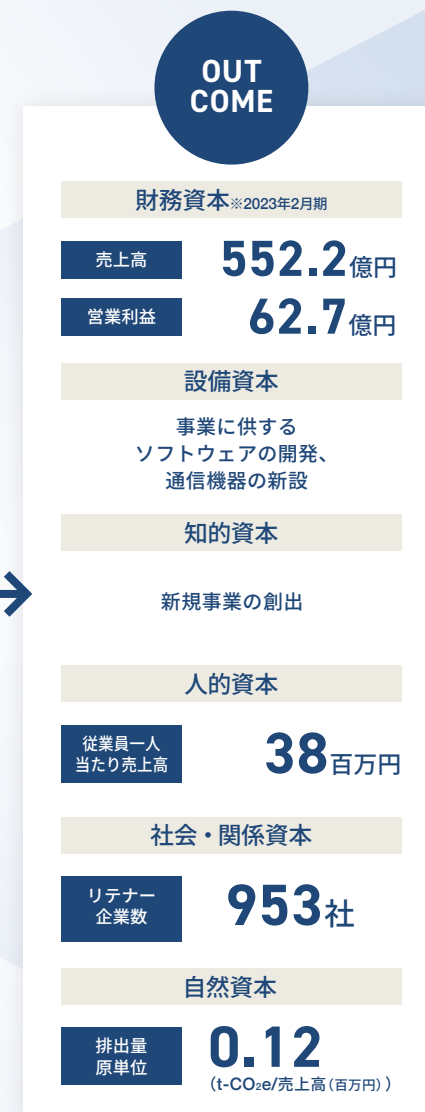 OUT
COME
財務資本※2023年2月期
売上高 552.2億円
営業利益 62.7億円
設備資本
事業に供する
ソフトウェアの開発、
通信機器の新設
知的資本
新規事業の創出
人的資本
従業員一人
当たり売上高
38百万円
社会・関係資本
リテナー
企業数
953社
自然資本
排出量
原単位
0.12
(t-CO₂e/売上高(百万円))